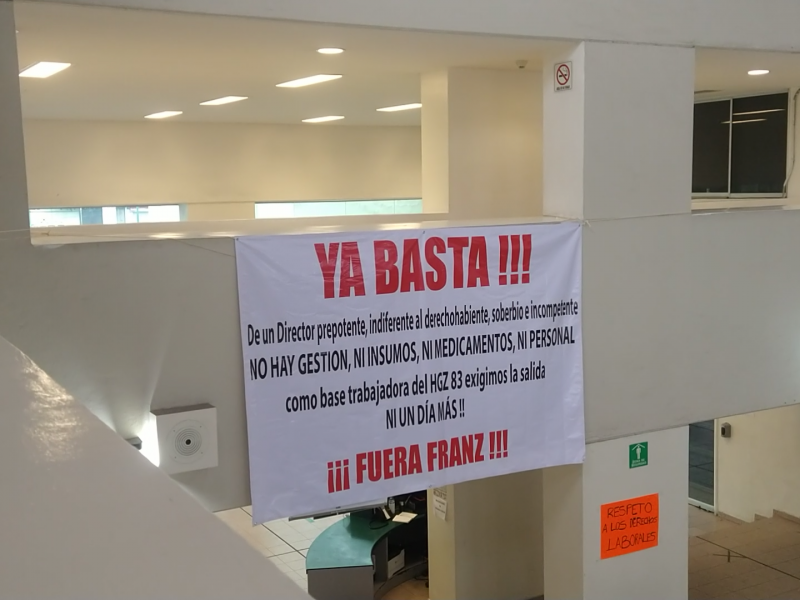 YA BASTA !!!
De un Director prepotente, indiferente al derechohabiente, soberbio e incompetente
NO HAY GESTION, NI INSUMOS, NI MEDICAMENTOS, NI PERSONAL
como base trabajadora del HGZ 83 exigimos la salida
NI UN DÍA MÁS !!
¡¡¡ FUERA FRANZ !!!
RESPETO
A LOS DERECHOS
LABORALES